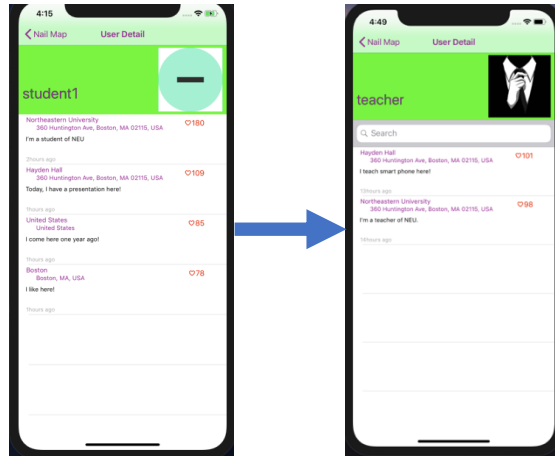 4:15
Nail Map
User Detail
student1
Northeastern University
360 Huntington Ave, Boston, MA 02115, USA
♡180
I'm a student of NEU
2hours ago
Hayden Hall
360 Huntington Ave, Boston, MA 02115, USA
♡109
Today, I have a presentation here!
1hours ago
United States
United States
♡85
I come here one year ago!
1hours ago
Boston
Boston, MA, USA
♡78
I like here!
1hours ago
4:49
Nail Map
User Detail
teacher
Search
Hayden Hall
360 Huntington Ave, Boston, MA 02115, USA
♡101
I teach smart phone here!
Northeastern University
360 Huntington Ave, Boston, MA 02115, USA
♡98
I'm a teacher of NEU.